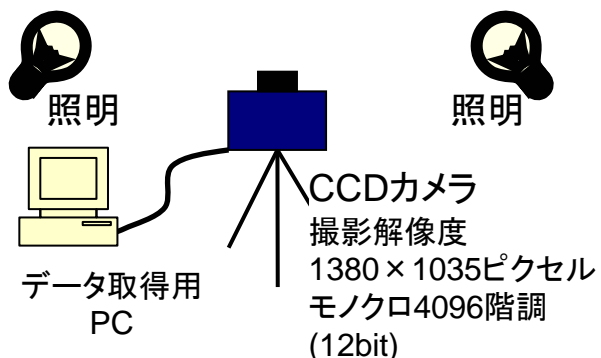 照明
照明
CCDカメラ
撮影解像度
1380×1035ピクセル
モノクロ4096階調
(12bit)
データ取得用
PC